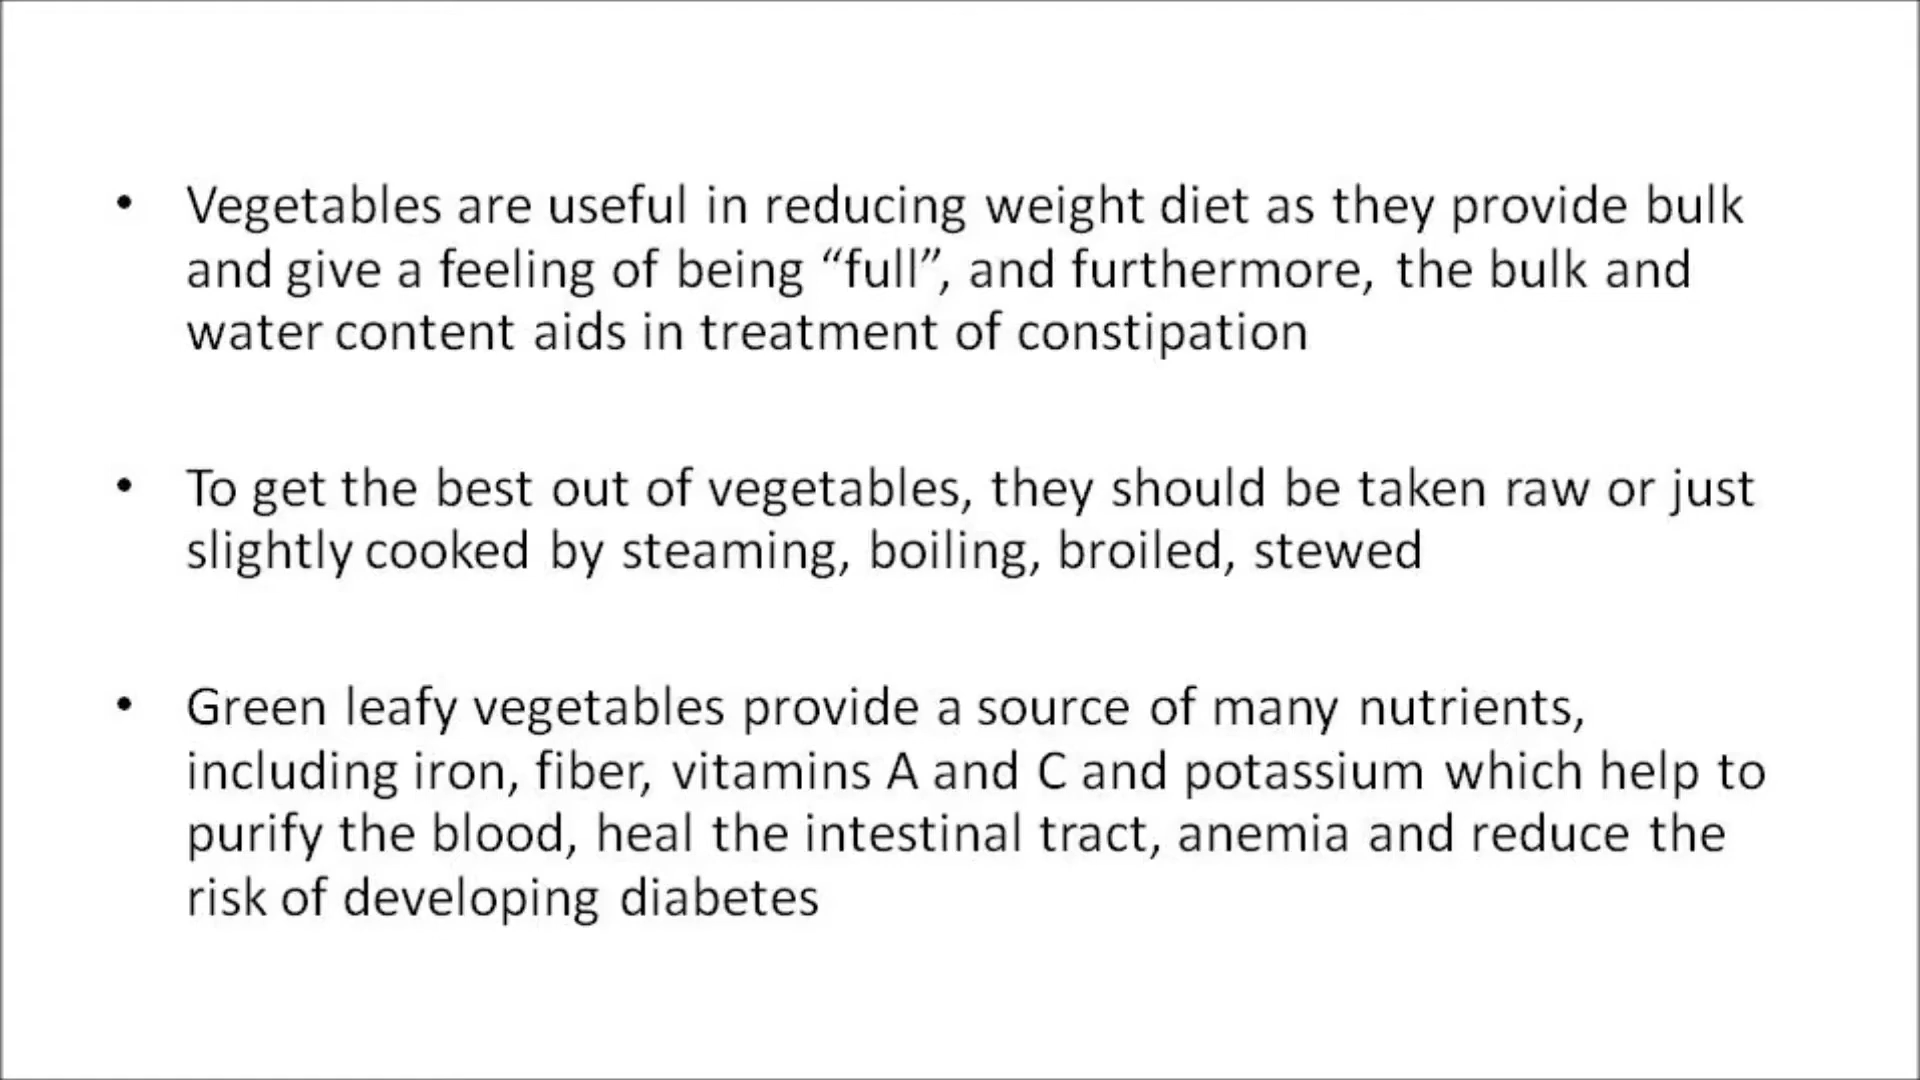 • Vegetables are useful in reducing weight diet as they provide bulk
and give a feeling of being “full”, and furthermore, the bulk and
water content aids in treatment of constipation
• To get the best out of vegetables, they should be taken raw or just
slightly cooked by steaming, boiling, broiled, stewed
• Green leafy vegetables provide a source of many nutrients,
including iron, fiber, vitamins A and C and potassium which help to
purify the blood, heal the intestinal tract, anemia and reduce the
risk of developing diabetes